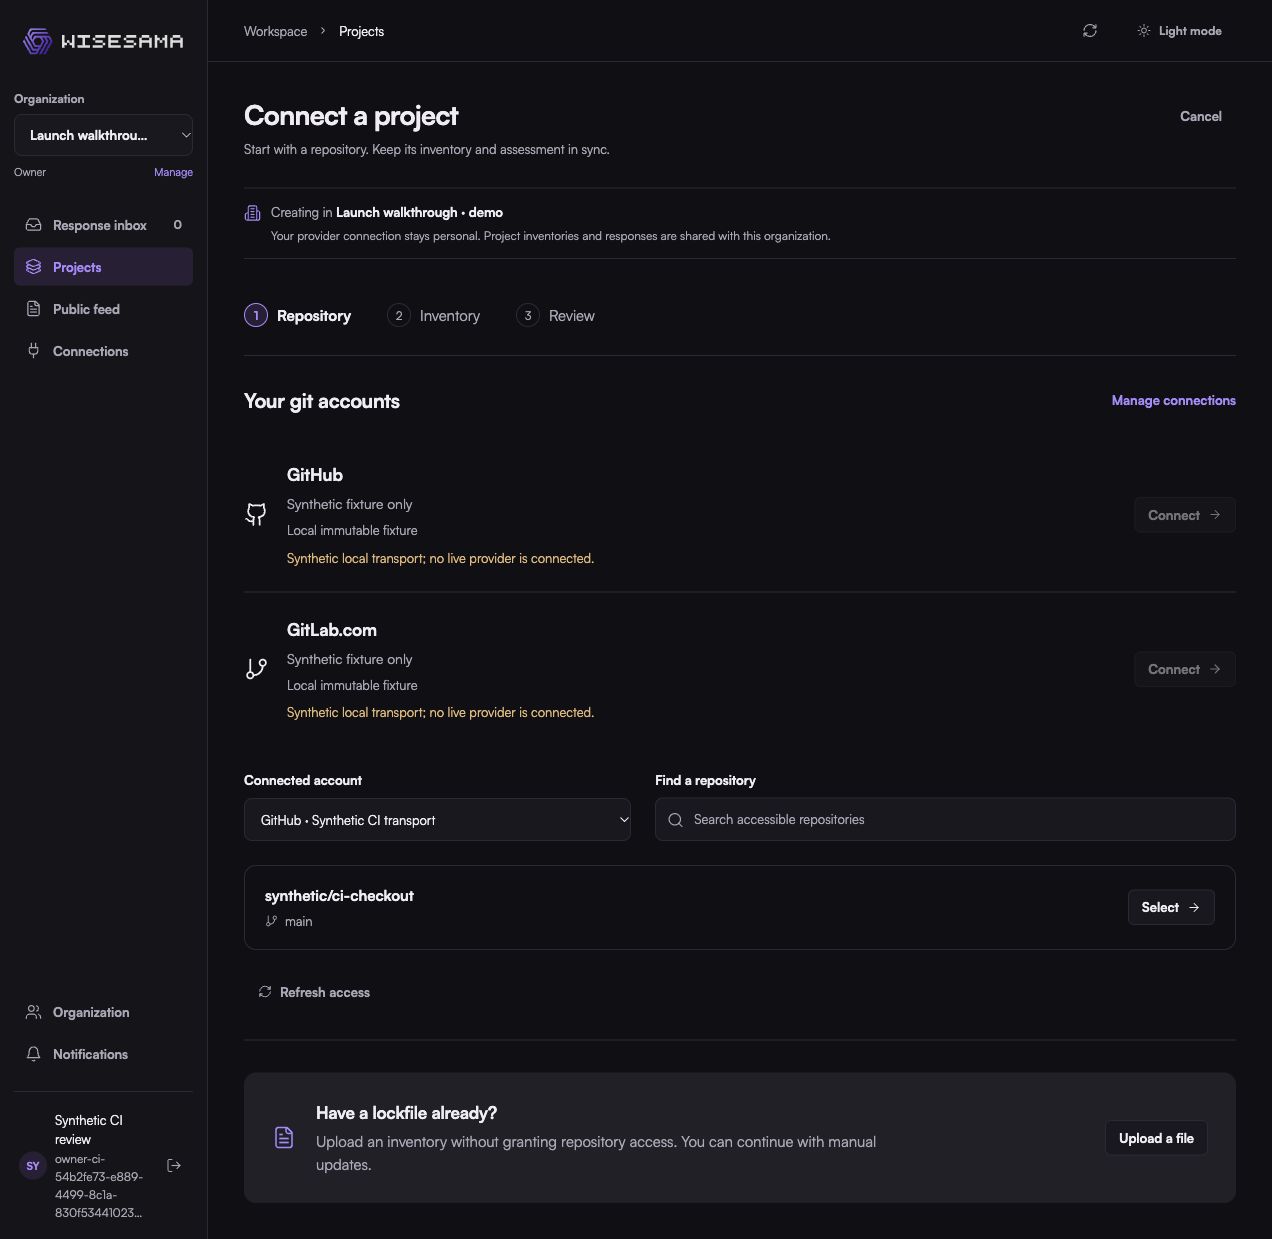 WISESAMA
Organization
Launch walkthrou...
Owner
Manage
Response inbox 0
Projects
Public feed
Connections
Organization
Notifications
Synthetic CI
review
SY
owner-ci-
54b2fe73-e889-
4499-8c1a-
830f53441023...
Workspace > Projects
Light mode
Connect a project
Cancel
Start with a repository. Keep its inventory and assessment in sync.
Creating in Launch walkthrough · demo
Your provider connection stays personal. Project inventories and responses are shared with this organization.
1 Repository 2 Inventory 3 Review
Your git accounts
Manage connections
GitHub
Synthetic fixture only
Local immutable fixture
Synthetic local transport; no live provider is connected.
Connect
GitLab.com
Synthetic fixture only
Local immutable fixture
Synthetic local transport; no live provider is connected.
Connect
Connected account
GitHub · Synthetic CI transport
Find a repository
Search accessible repositories
synthetic/ci-checkout
main
Select
Refresh access
Have a lockfile already?
Upload an inventory without granting repository access. You can continue with manual
updates.
Upload a file